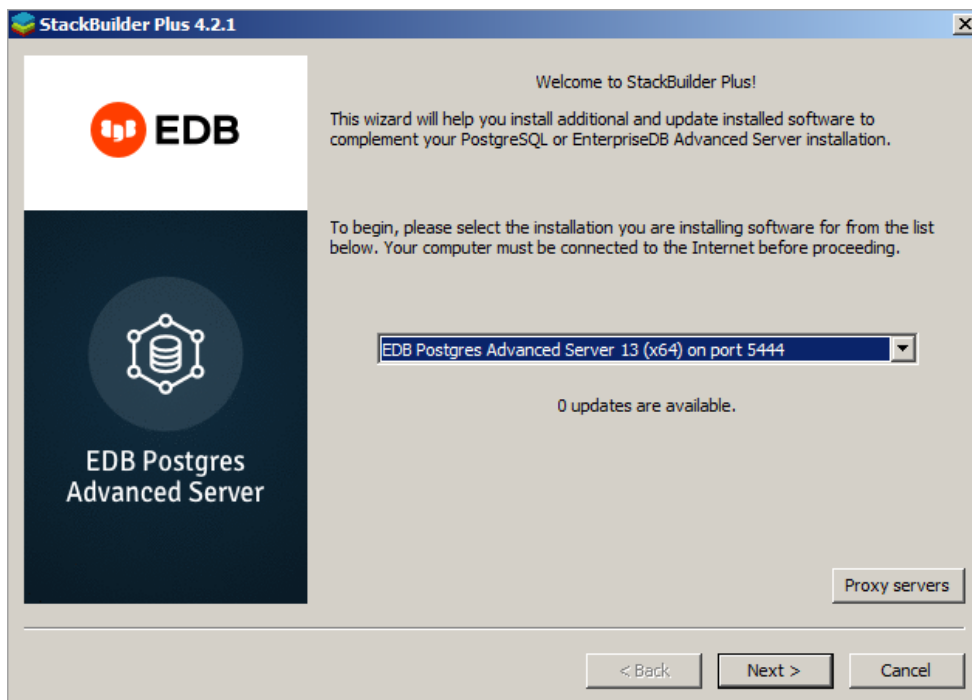 StackBuilder Plus 4.2.1
EDB
Welcome to StackBuilder Plus!
This wizard will help you install additional and update installed software to
complement your PostgreSQL or EnterpriseDB Advanced Server installation.
To begin, please select the installation you are installing software for from the list
below. Your computer must be connected to the Internet before proceeding.
EDB Postgres Advanced Server 13 (x64) on port 5444
0 updates are available.
EDB Postgres
Advanced Server
Proxy servers
< Back
Next >
Cancel